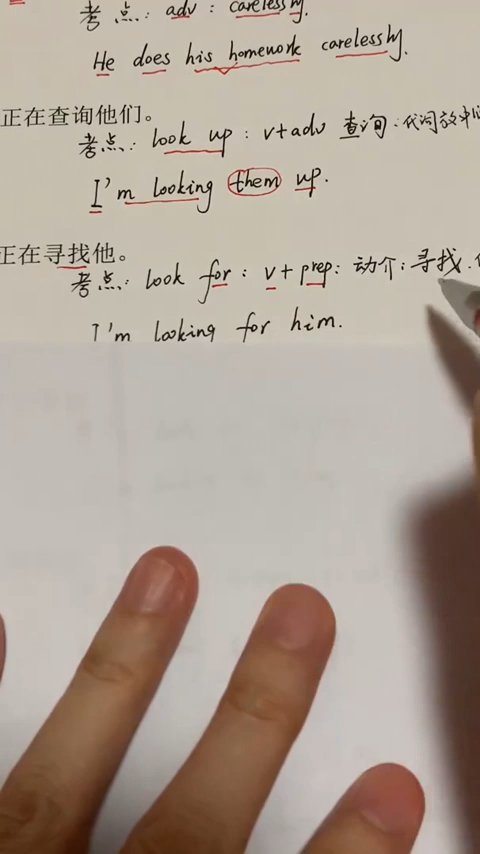 考点: adv: carelessly.
He does his homework carelessly.
正在查询他们。
考点: look up: v+adv 查询: 代词放中
I'm looking them up.
正在寻找他。
考点: look for: v+prep: 动介: 寻找.
I'm looking for him.